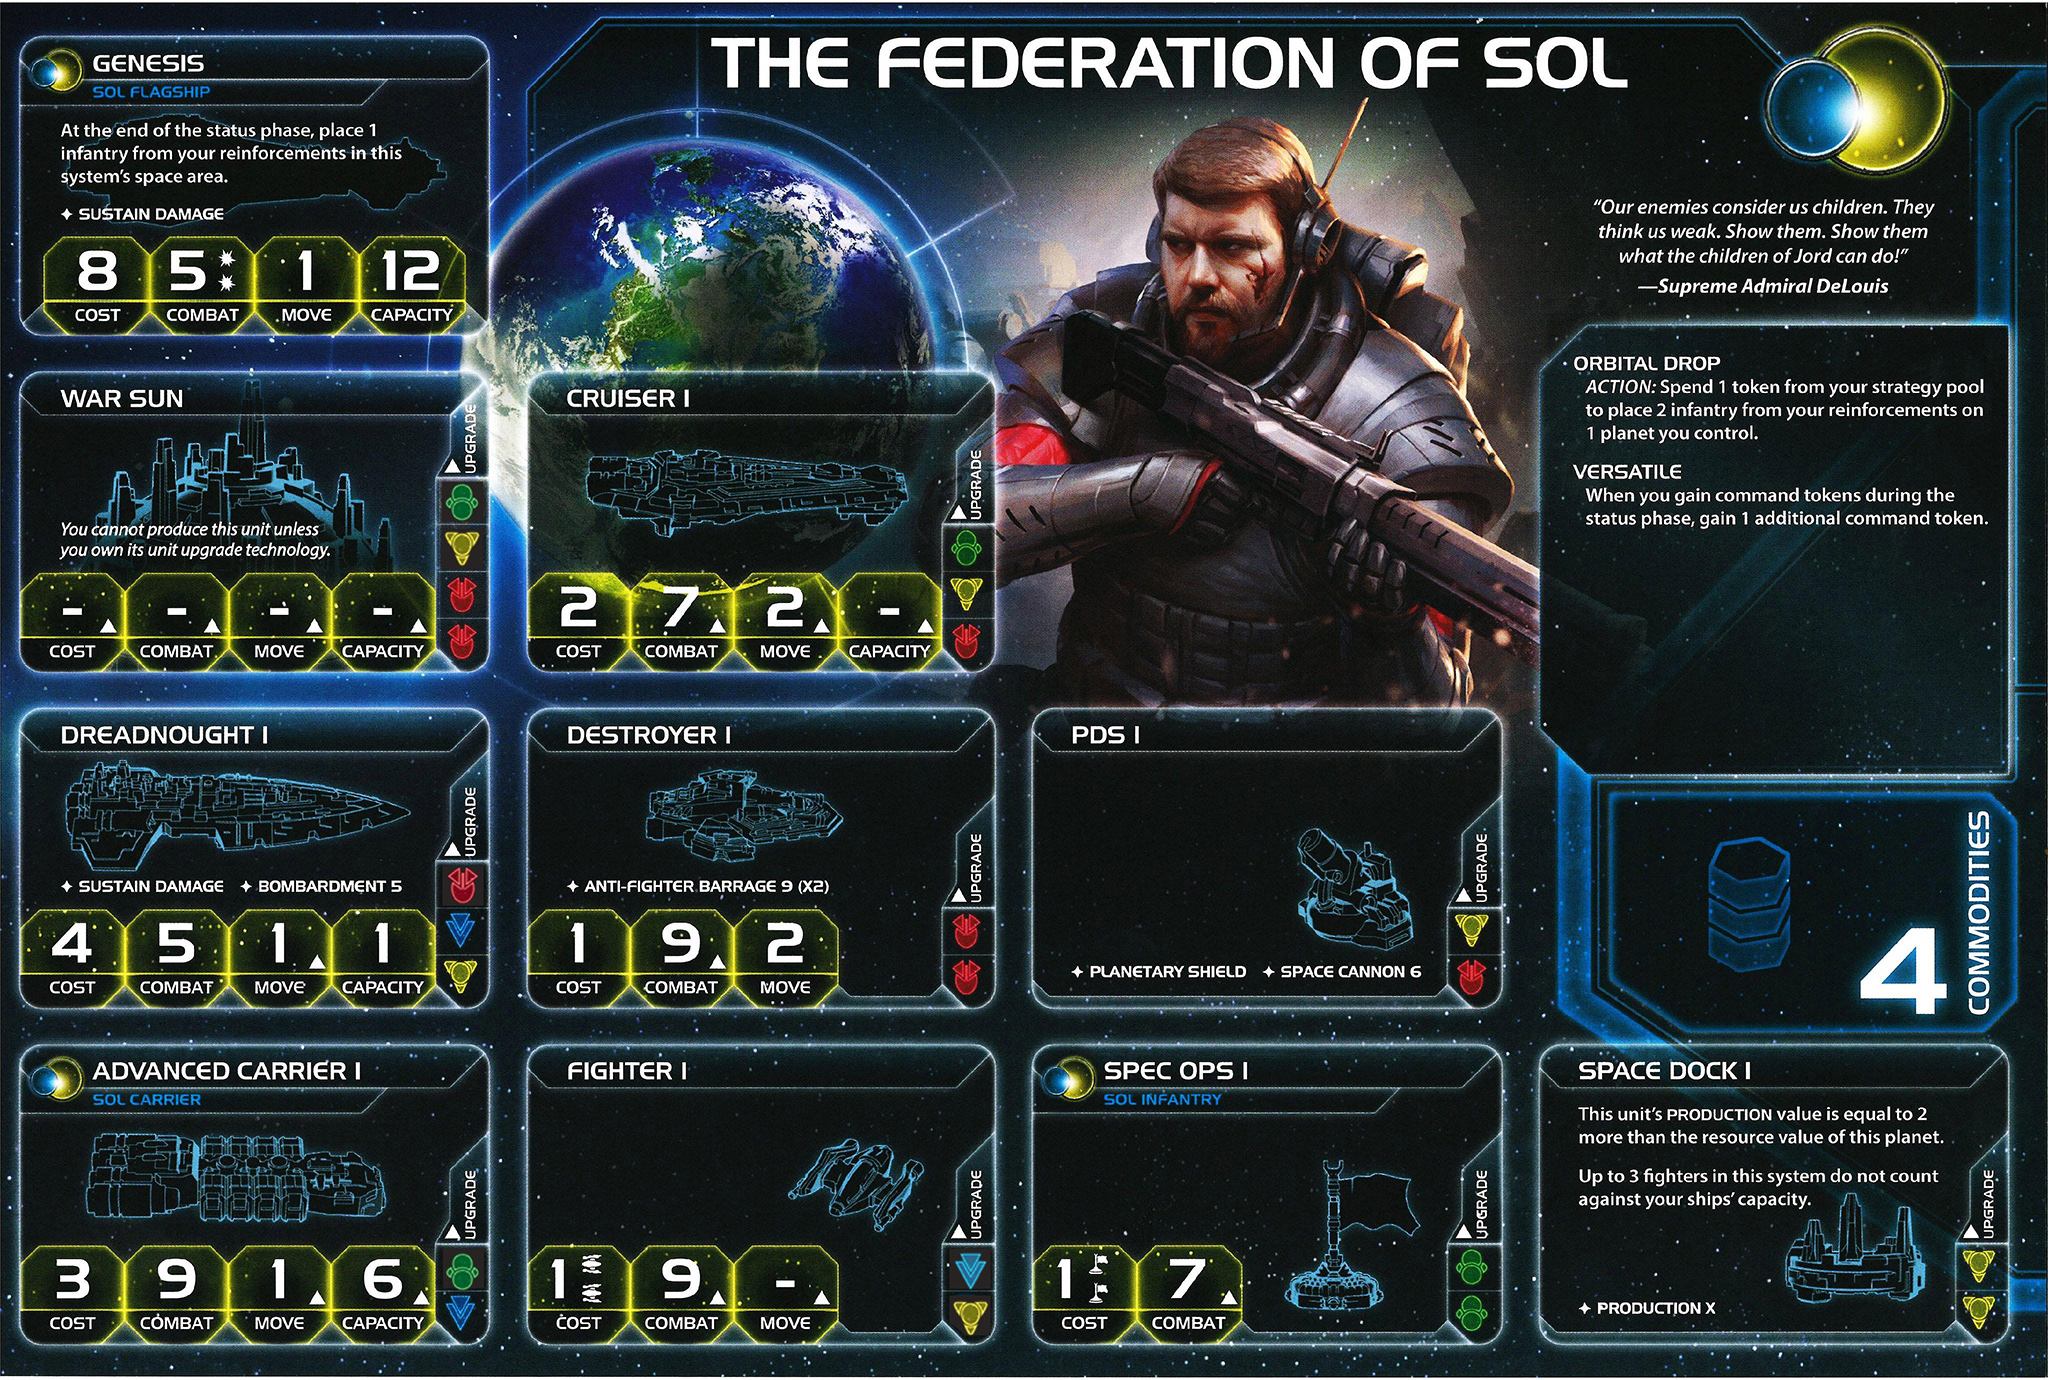 THE FEDERATION OF SOL
GENESIS
SOL FLAGSHIP
At the end of the status phase, place 1
infantry from your reinforcements in this
system's space area.
✦ SUSTAIN DAMAGE
8 5 1 12
COST COMBAT MOVE CAPACITY
“Our enemies consider us children. They
think us weak. Show them. Show them
what the children of Jord can do!”
—Supreme Admiral DeLouis
ORBITAL DROP
ACTION: Spend 1 token from your strategy pool
to place 2 infantry from your reinforcements on
1 planet you control.
VERSATILE
When you gain command tokens during the
status phase, gain 1 additional command token.
WAR SUN
UPGRADE
You cannot produce this unit unless
you own its unit upgrade technology.
- - - -
COST COMBAT MOVE CAPACITY
CRUISER I
UPGRADE
2 7 2 -
COST COMBAT MOVE CAPACITY
DREADNOUGHT I
UPGRADE
✦ SUSTAIN DAMAGE ✦ BOMBARDMENT 5
4 5 1 1
COST COMBAT MOVE CAPACITY
DESTROYER I
UPGRADE
✦ ANTI-FIGHTER BARRAGE 9 (X2)
1 9 2
COST COMBAT MOVE
PDS I
UPGRADE
✦ PLANETARY SHIELD ✦ SPACE CANNON 6
4
COMMODITIES
ADVANCED CARRIER I
SOL CARRIER
UPGRADE
3 9 1 6
COST COMBAT MOVE CAPACITY
FIGHTER I
UPGRADE
1 9 -
COST COMBAT MOVE
SPEC OPS I
SOL INFANTRY
UPGRADE
1 7
COST COMBAT
SPACE DOCK I
This unit's PRODUCTION value is equal to 2
more than the resource value of this planet.
Up to 3 fighters in this system do not count
against your ships' capacity.
UPGRADE
✦ PRODUCTION X